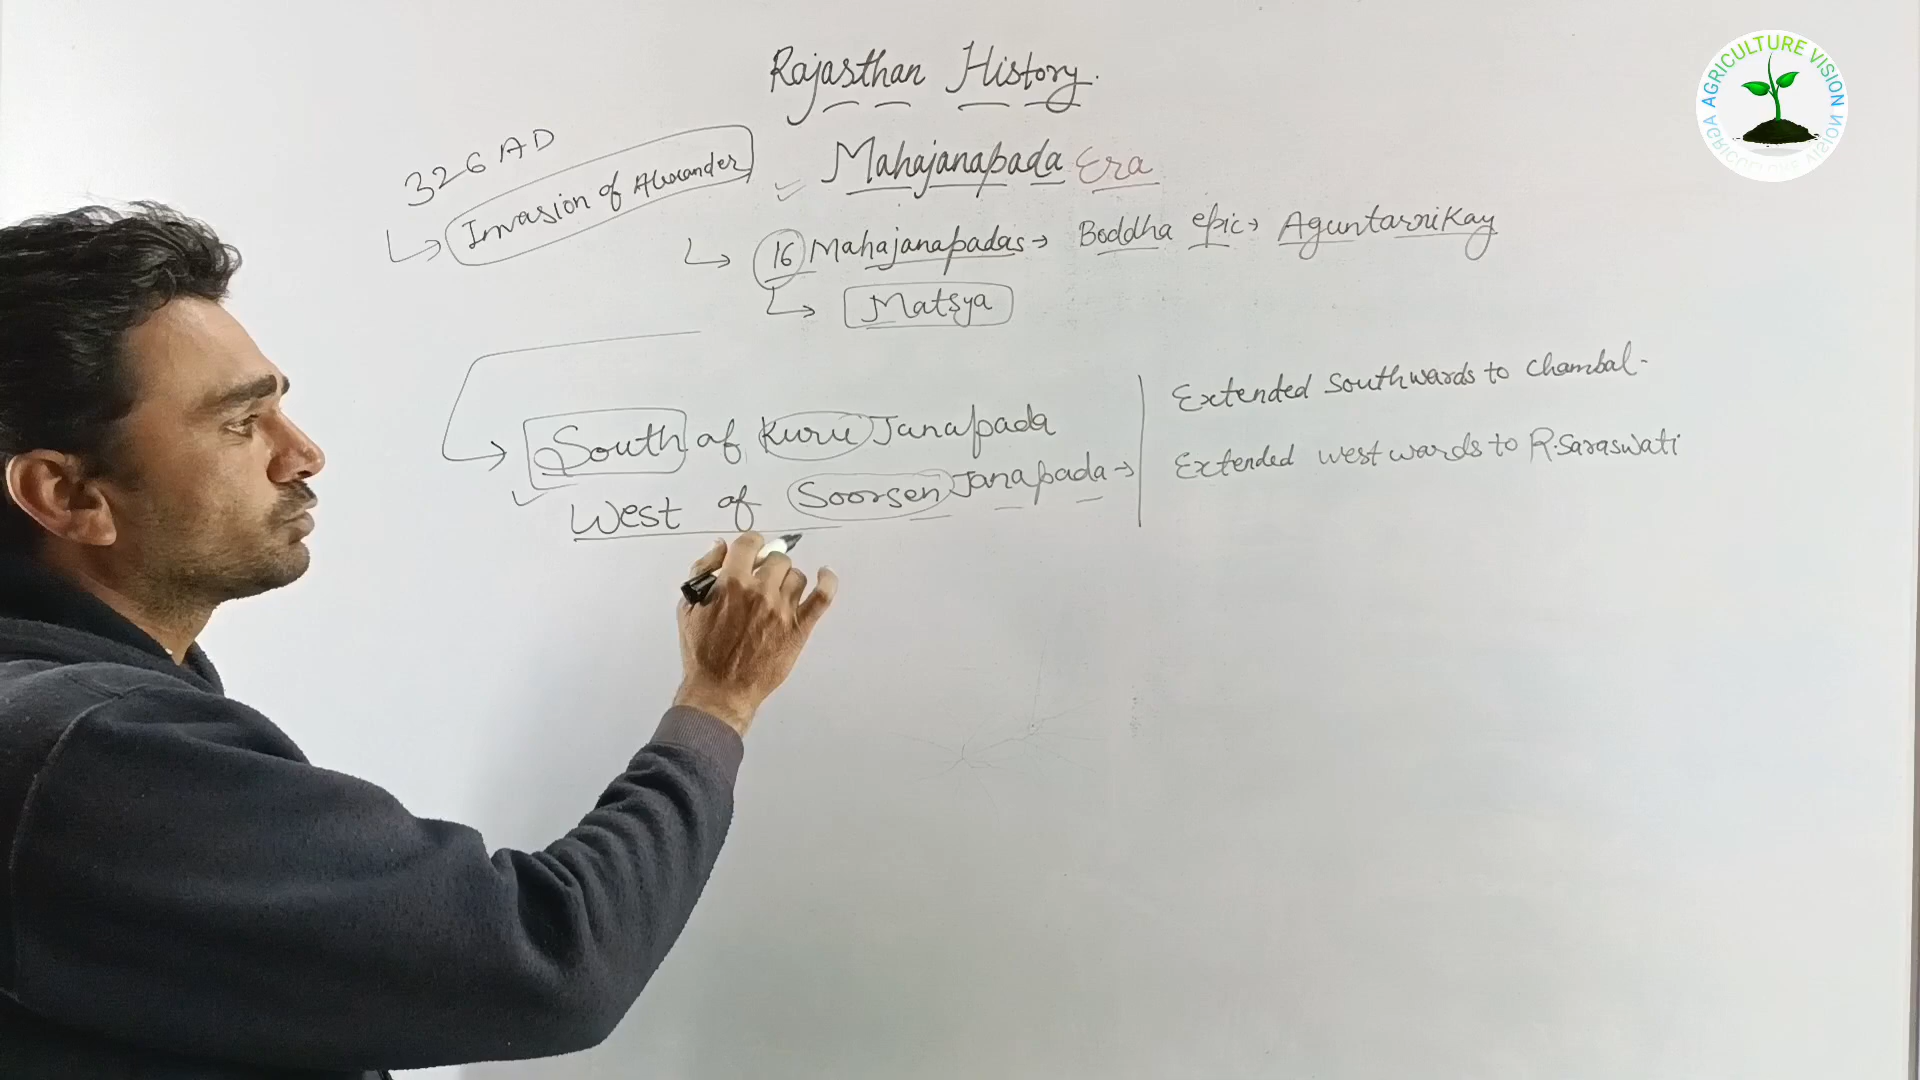 Rajasthan History.
326 AD
Invasion of Alexander
Mahajanapada Era
16 Mahajanapadas → Boddha epic → Aguntarnikay
Matsya
South of Kuru Janapada
West of Soorsen Janapada →
Extended Southwards to Chambal.
Extended westwards to R. Saraswati
AGRICULTURE VISION